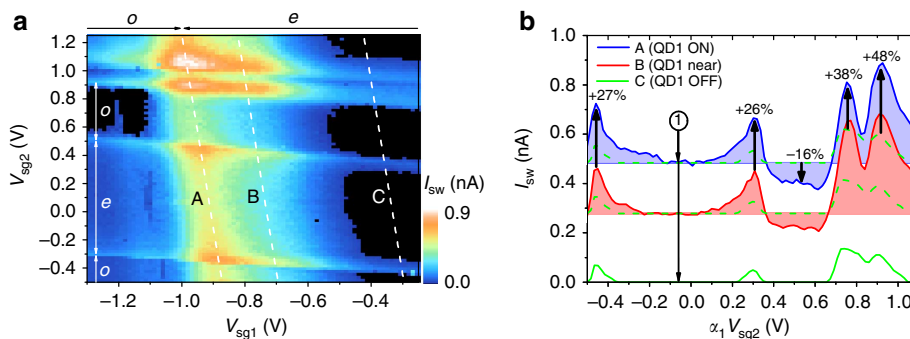 a
o
e
V_sg2 (V)
1.2
1.0
0.8
0.6
0.4
0.2
0.0
−0.2
−0.4
o
e
o
A
B
C
I_sw (nA)
0.9
0.0
−1.2
−1.0
−0.8
−0.6
−0.4
V_sg1 (V)
b
I_sw (nA)
1.0
0.8
0.6
0.4
0.2
0.0
A (QD1 ON)
B (QD1 near)
C (QD1 OFF)
+27%
1
+26%
−16%
+38%
+48%
−0.5
−0.2
0.0
0.2
0.4
0.6
0.8
1.0
α₁V_sg2 (V)